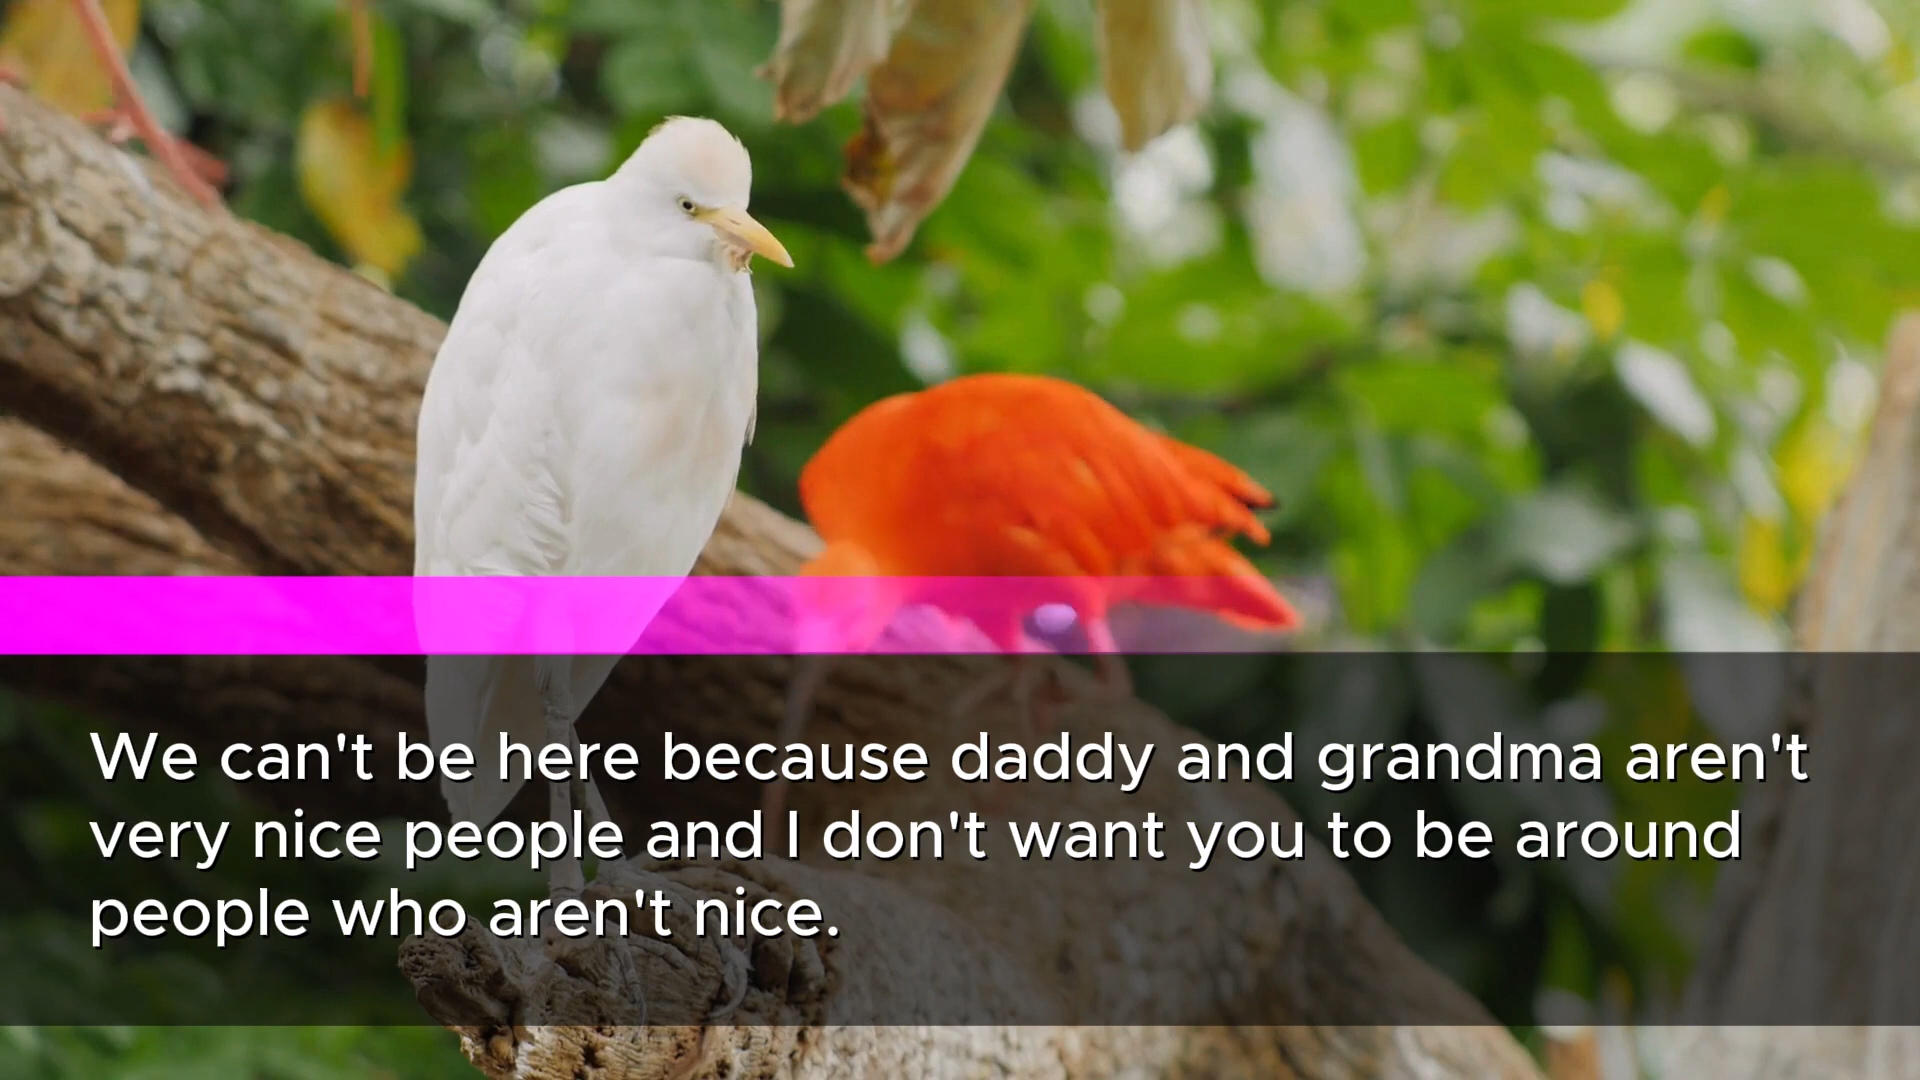 We can't be here because daddy and grandma aren't
very nice people and I don't want you to be around
people who aren't nice.